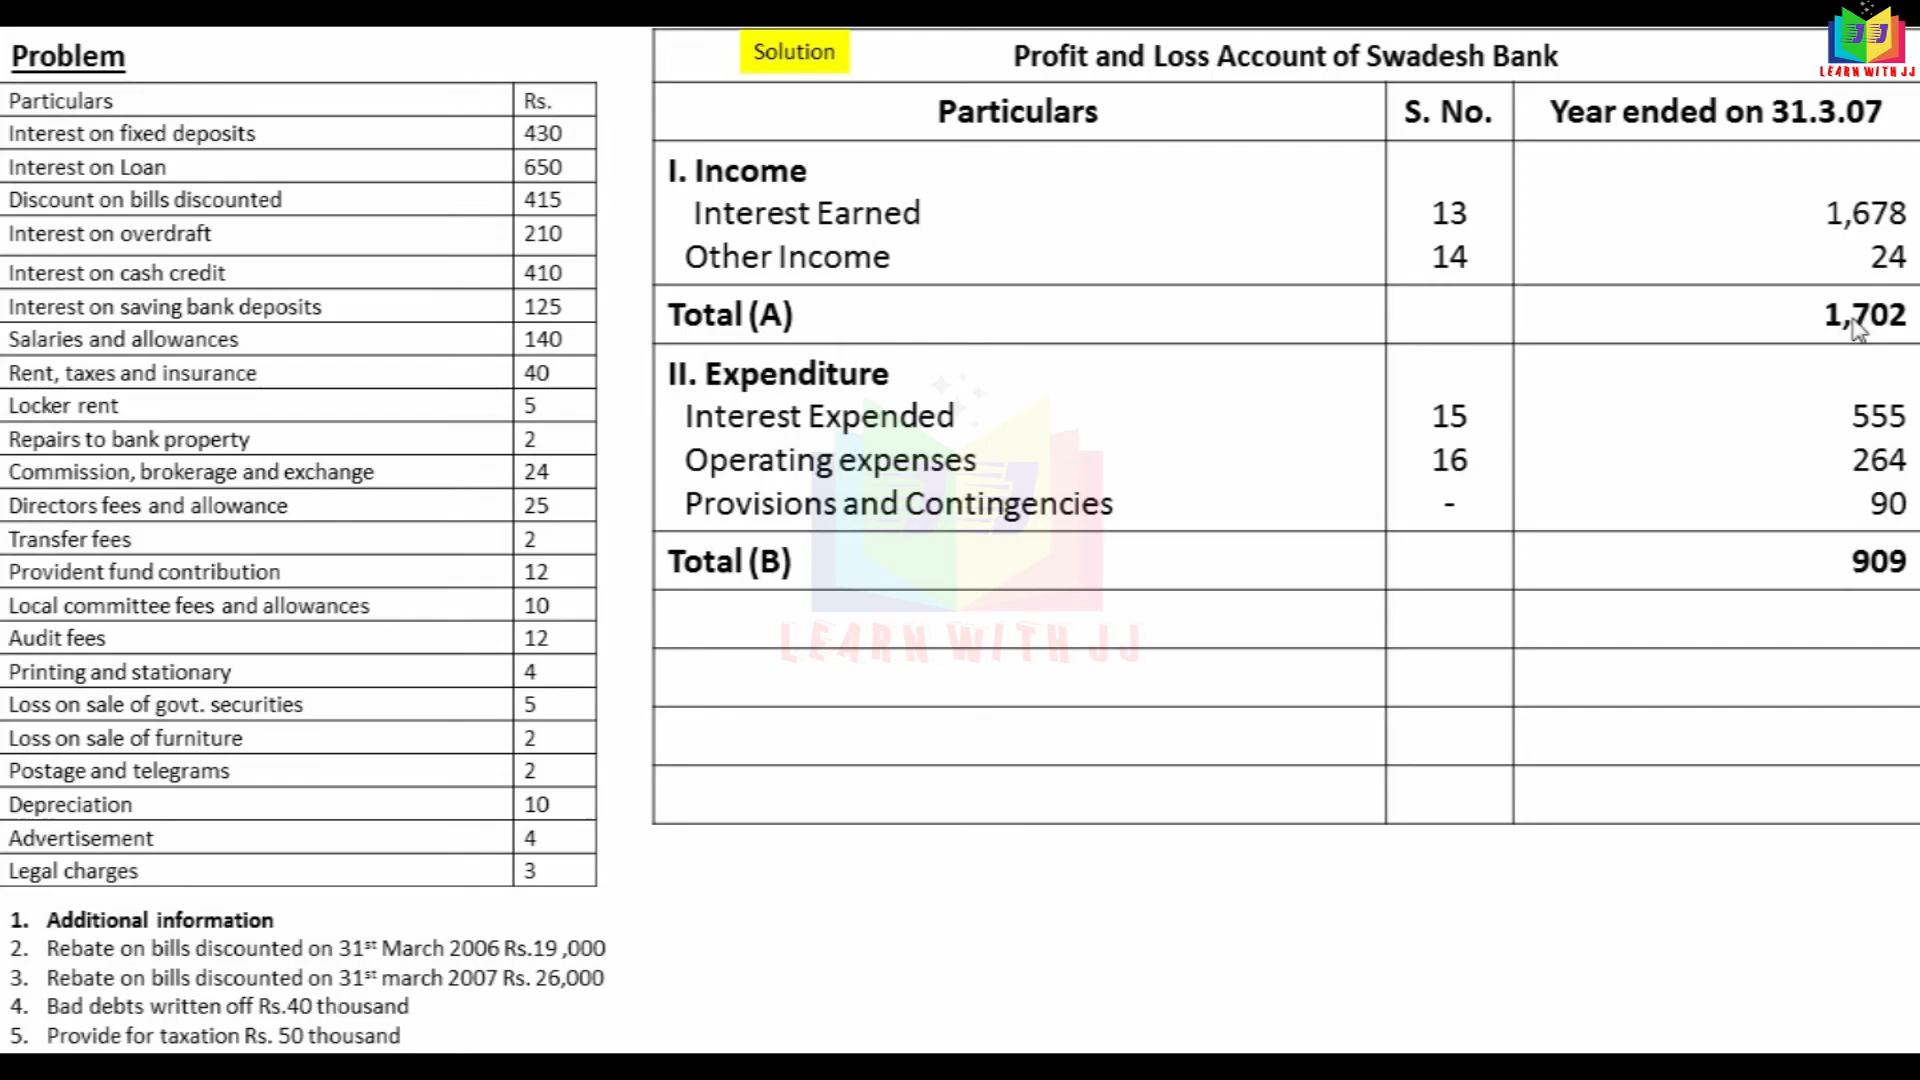 Problem
Particulars Rs.
Interest on fixed deposits 430
Interest on Loan 650
Discount on bills discounted 415
Interest on overdraft 210
Interest on cash credit 410
Interest on saving bank deposits 125
Salaries and allowances 140
Rent, taxes and insurance 40
Locker rent 5
Repairs to bank property 2
Commission, brokerage and exchange 24
Directors fees and allowance 25
Transfer fees 2
Provident fund contribution 12
Local committee fees and allowances 10
Audit fees 12
Printing and stationary 4
Loss on sale of govt. securities 5
Loss on sale of furniture 2
Postage and telegrams 2
Depreciation 10
Advertisement 4
Legal charges 3
1. Additional information
2. Rebate on bills discounted on 31st March 2006 Rs.19 ,000
3. Rebate on bills discounted on 31st march 2007 Rs. 26,000
4. Bad debts written off Rs.40 thousand
5. Provide for taxation Rs. 50 thousand
Solution
Profit and Loss Account of Swadesh Bank
Particulars S. No. Year ended on 31.3.07
I. Income
Interest Earned 13 1,678
Other Income 14 24
Total (A) 1,702
II. Expenditure
Interest Expended 15 555
Operating expenses 16 264
Provisions and Contingencies - 90
Total (B) 909
LEARN WITH JJ
JJ
LEARN WITH JJ